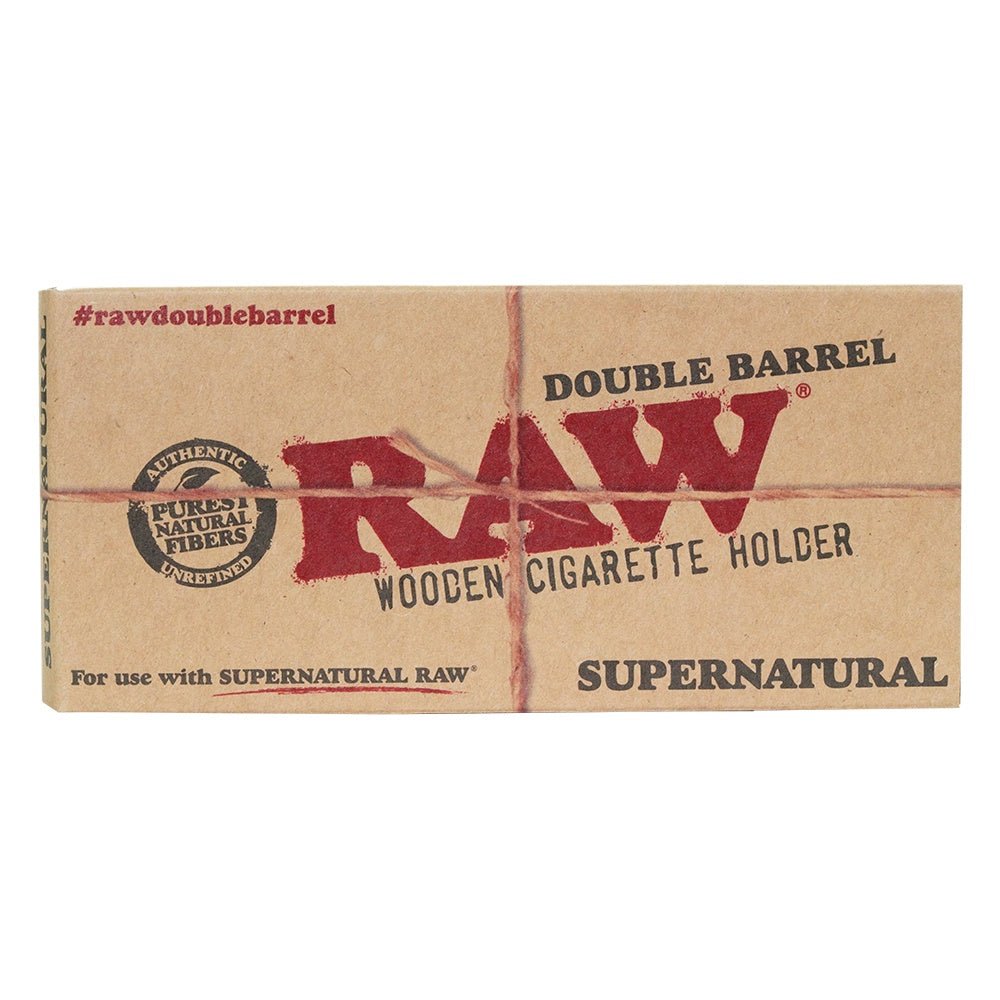 #rawdoublebarrel
DOUBLE BARREL
RAW®
WOODEN CIGARETTE HOLDER
AUTHENTIC
PUREST
NATURAL
FIBERS
UNREFINED
For use with SUPERNATURAL RAW®
SUPERNATURAL
SUPERNATURAL